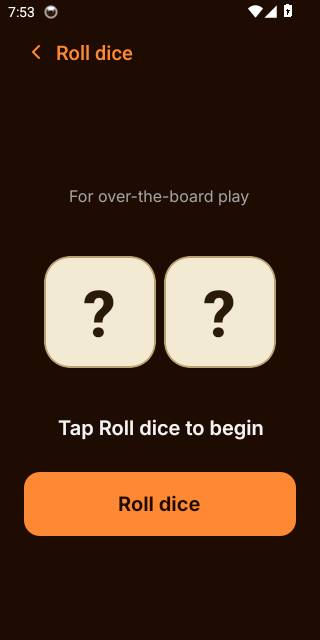 7:53
Roll dice
For over-the-board play
? ?
Tap Roll dice to begin
Roll dice